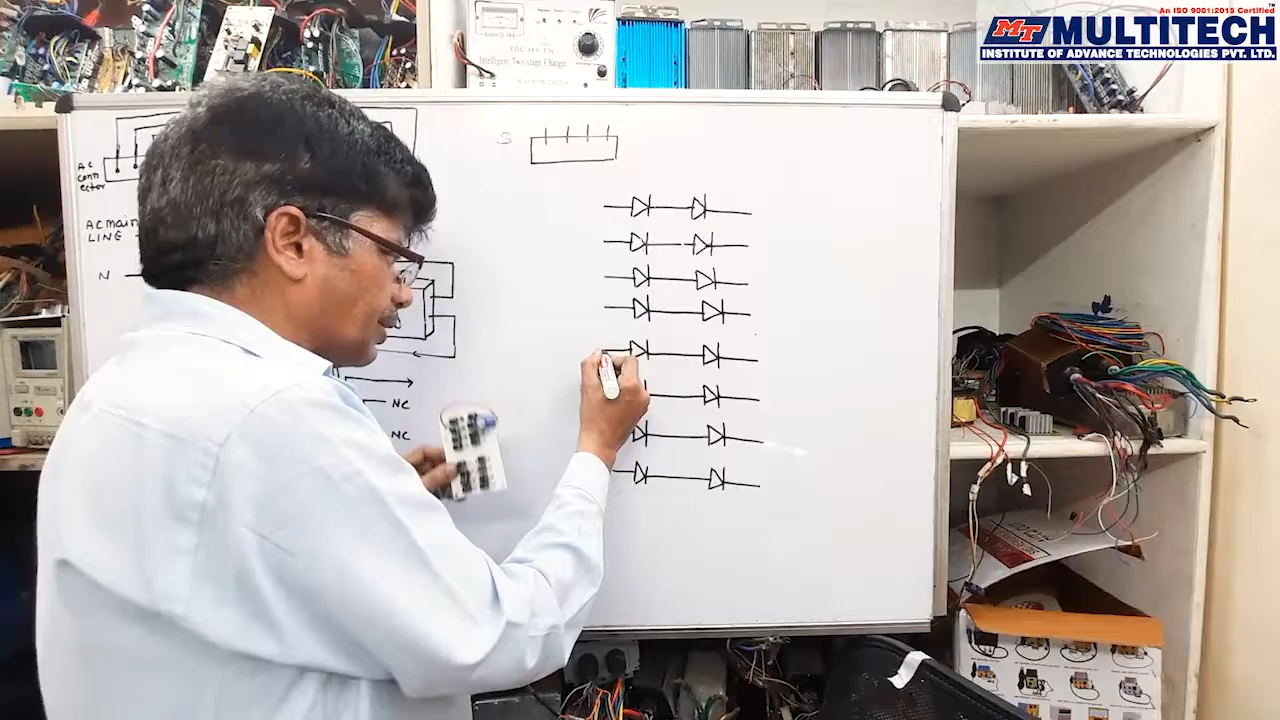 An ISO 9001:2015 Certified
MT MULTITECH
INSTITUTE OF ADVANCE TECHNOLOGIES PVT. LTD.
Intelligent Two-stage Charger
S
AC
conn
ector
AC main
LINE
N
NC
NC